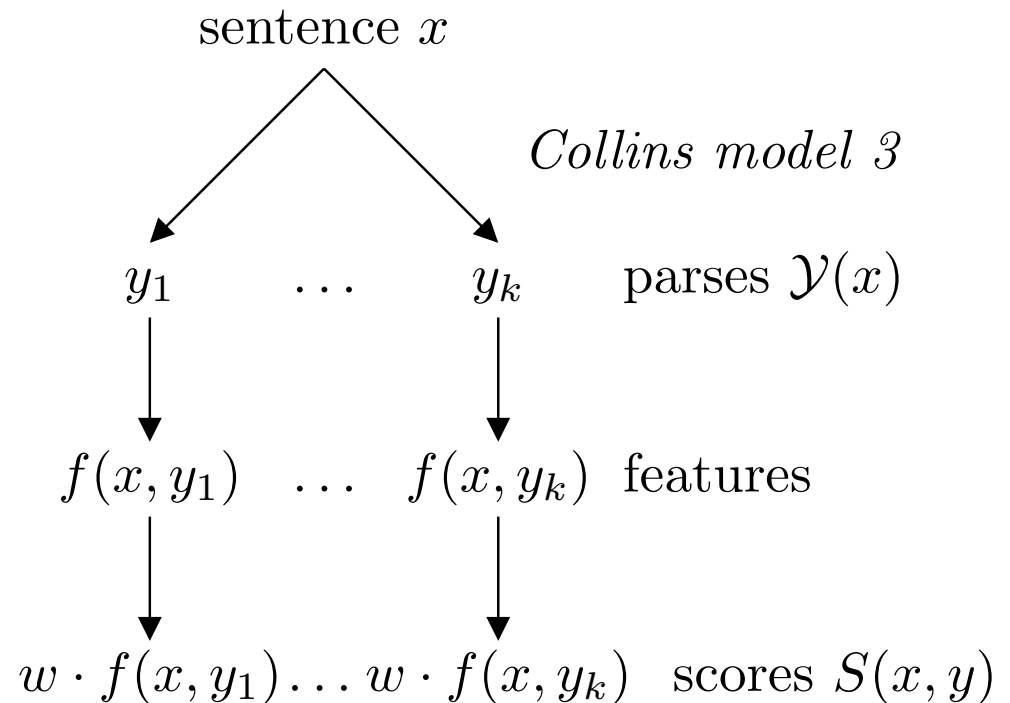 sentence x
Collins model 3
y₁ … yₖ parses 𝒴(x)
f(x, y₁) … f(x, yₖ) features
w · f(x, y₁) … w · f(x, yₖ) scores S(x, y)